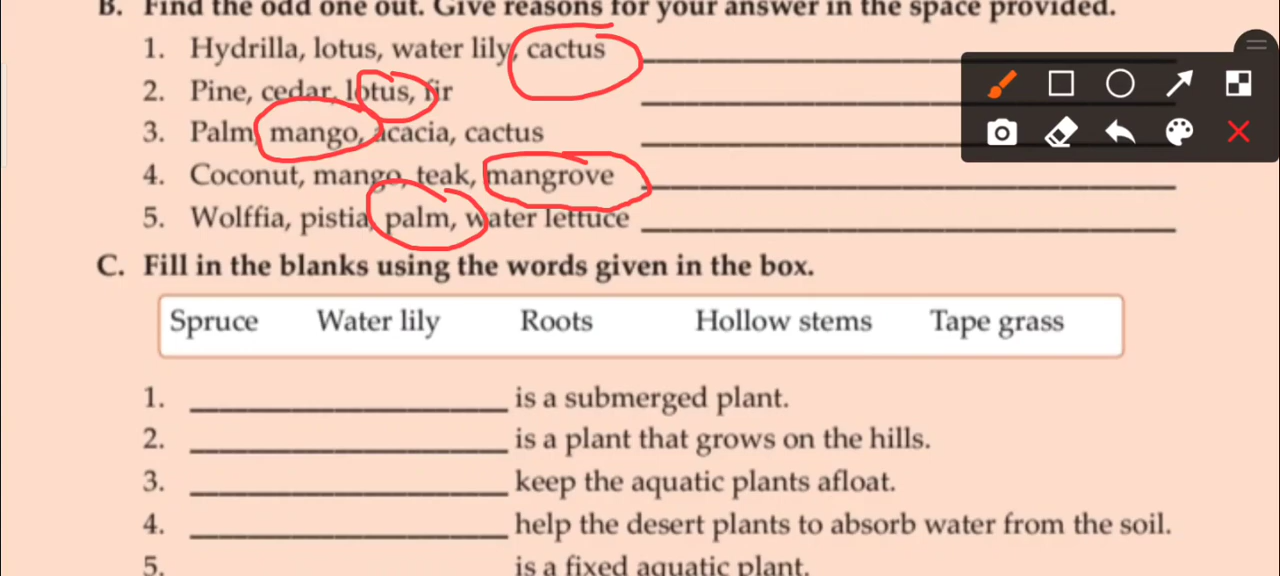 B. Find the odd one out. Give reasons for your answer in the space provided.
1. Hydrilla, lotus, water lily, cactus
2. Pine, cedar, lotus, fir
3. Palm, mango, acacia, cactus
4. Coconut, mango, teak, mangrove
5. Wolffia, pistia, palm, water lettuce
C. Fill in the blanks using the words given in the box.
Spruce Water lily Roots Hollow stems Tape grass
1. is a submerged plant.
2. is a plant that grows on the hills.
3. keep the aquatic plants afloat.
4. help the desert plants to absorb water from the soil.
5. is a fixed aquatic plant.